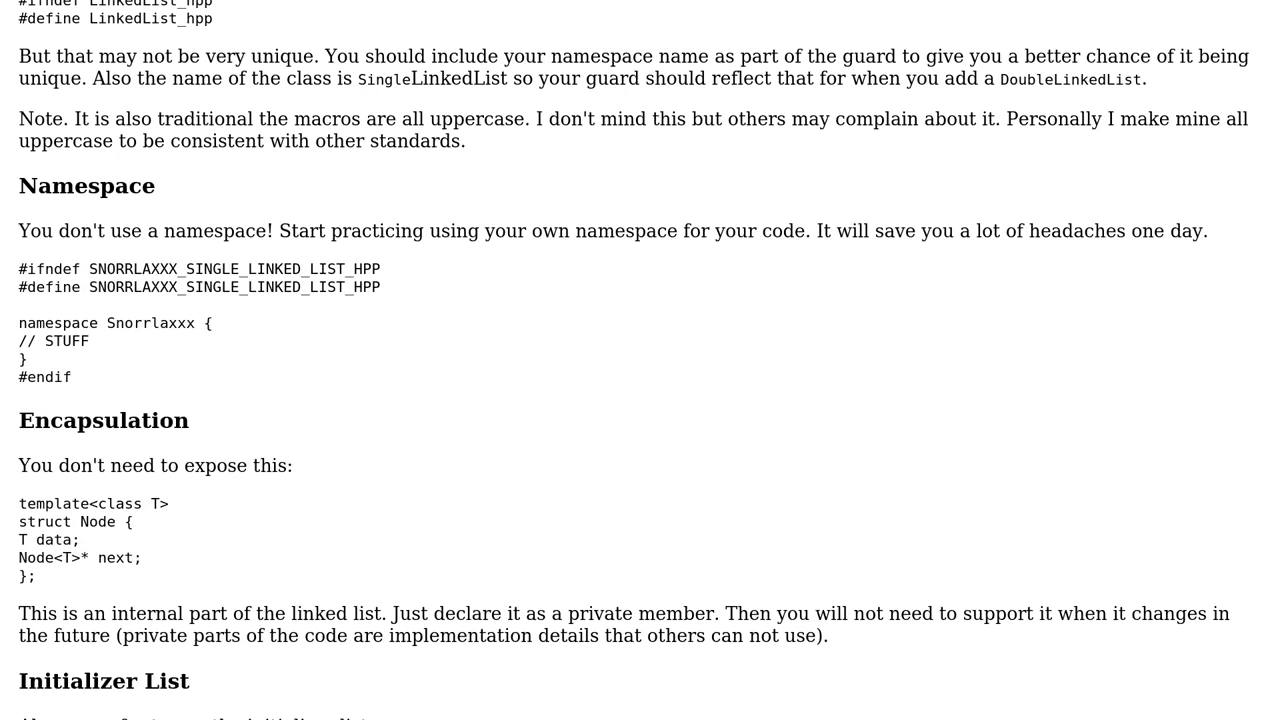 #ifndef LinkedList_hpp
#define LinkedList_hpp
But that may not be very unique. You should include your namespace name as part of the guard to give you a better chance of it being
unique. Also the name of the class is SingleLinkedList so your guard should reflect that for when you add a DoubleLinkedList.
Note. It is also traditional the macros are all uppercase. I don't mind this but others may complain about it. Personally I make mine all
uppercase to be consistent with other standards.
Namespace
You don't use a namespace! Start practicing using your own namespace for your code. It will save you a lot of headaches one day.
#ifndef SNORRLAXXX_SINGLE_LINKED_LIST_HPP
#define SNORRLAXXX_SINGLE_LINKED_LIST_HPP
namespace Snorrlaxxx {
// STUFF
}
#endif
Encapsulation
You don't need to expose this:
template<class T>
struct Node {
T data;
Node<T>* next;
};
This is an internal part of the linked list. Just declare it as a private member. Then you will not need to support it when it changes in
the future (private parts of the code are implementation details that others can not use).
Initializer List